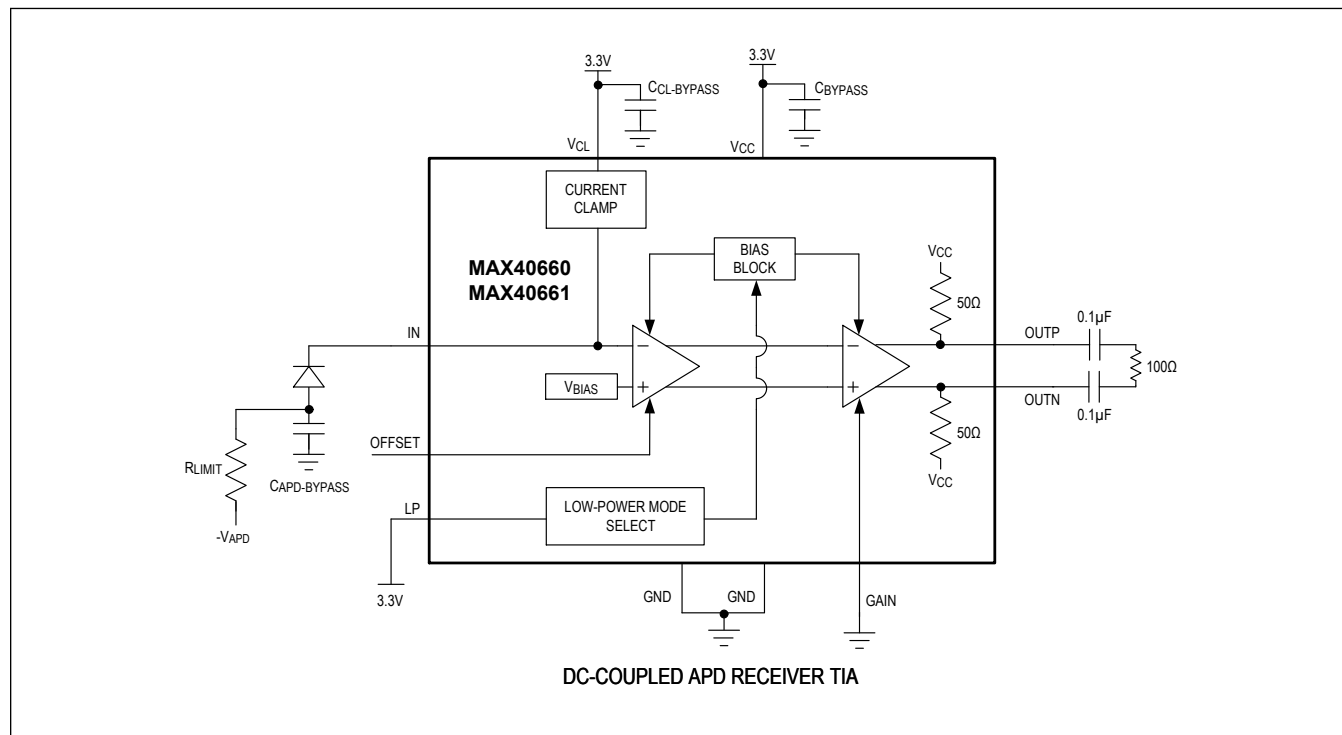 3.3V
CCL-BYPASS
3.3V
CBYPASS
VCL
VCC
CURRENT
CLAMP
MAX40660
MAX40661
BIAS
BLOCK
VCC
50Ω
IN
OUTP
0.1µF
100Ω
VBIAS
OUTN
0.1µF
OFFSET
50Ω
VCC
RLIMIT
CAPD-BYPASS
-VAPD
LP
LOW-POWER MODE
SELECT
3.3V
GND
GND
GAIN
DC-COUPLED APD RECEIVER TIA